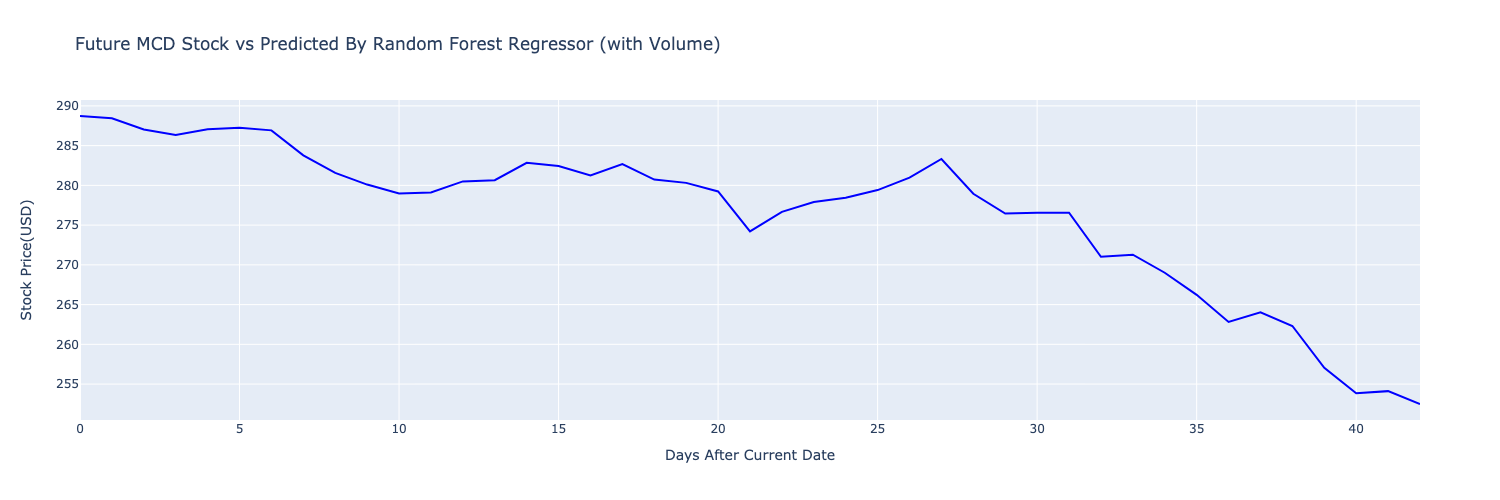 Future MCD Stock vs Predicted By Random Forest Regressor (with Volume)
290
285
280
275
270
265
260
255
Stock Price(USD)
0 5 10 15 20 25 30 35 40
Days After Current Date